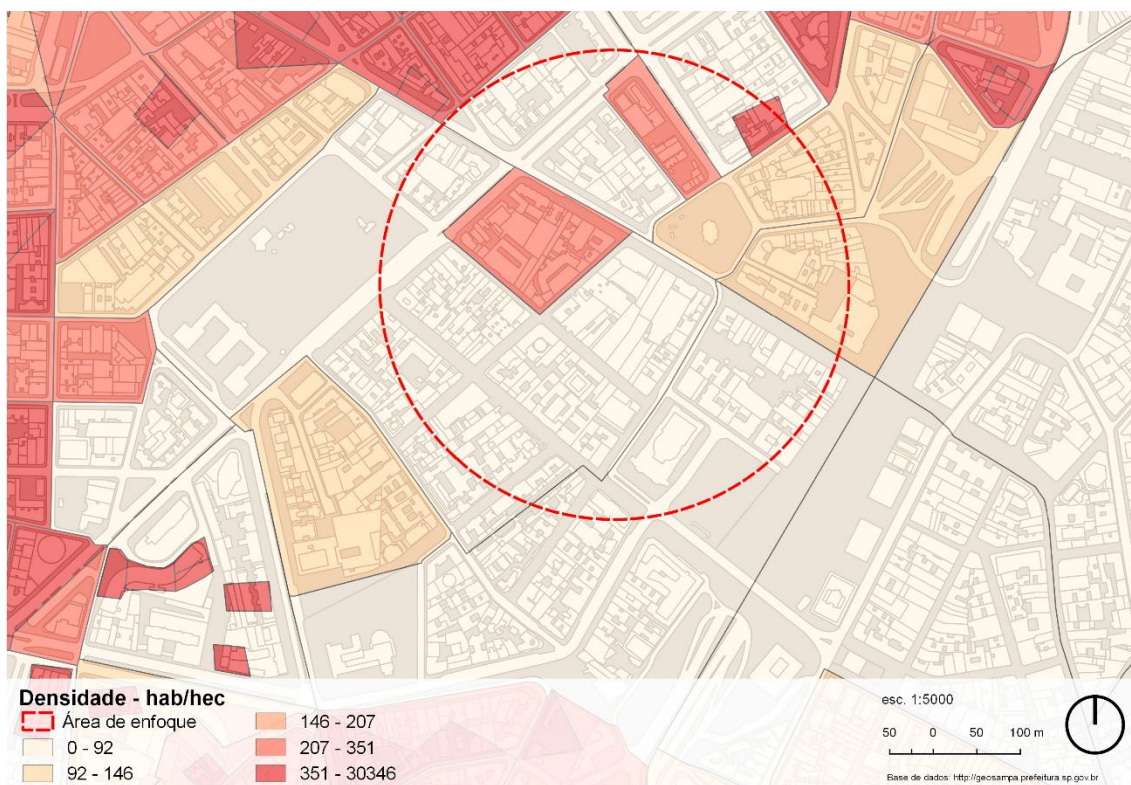 Densidade - hab/hec
Área de enfoque
0 - 92
92 - 146
146 - 207
207 - 351
351 - 30346
esc. 1:5000
50 0 50 100 m
Base de dados: http://geosampa.prefeitura.sp.gov.br